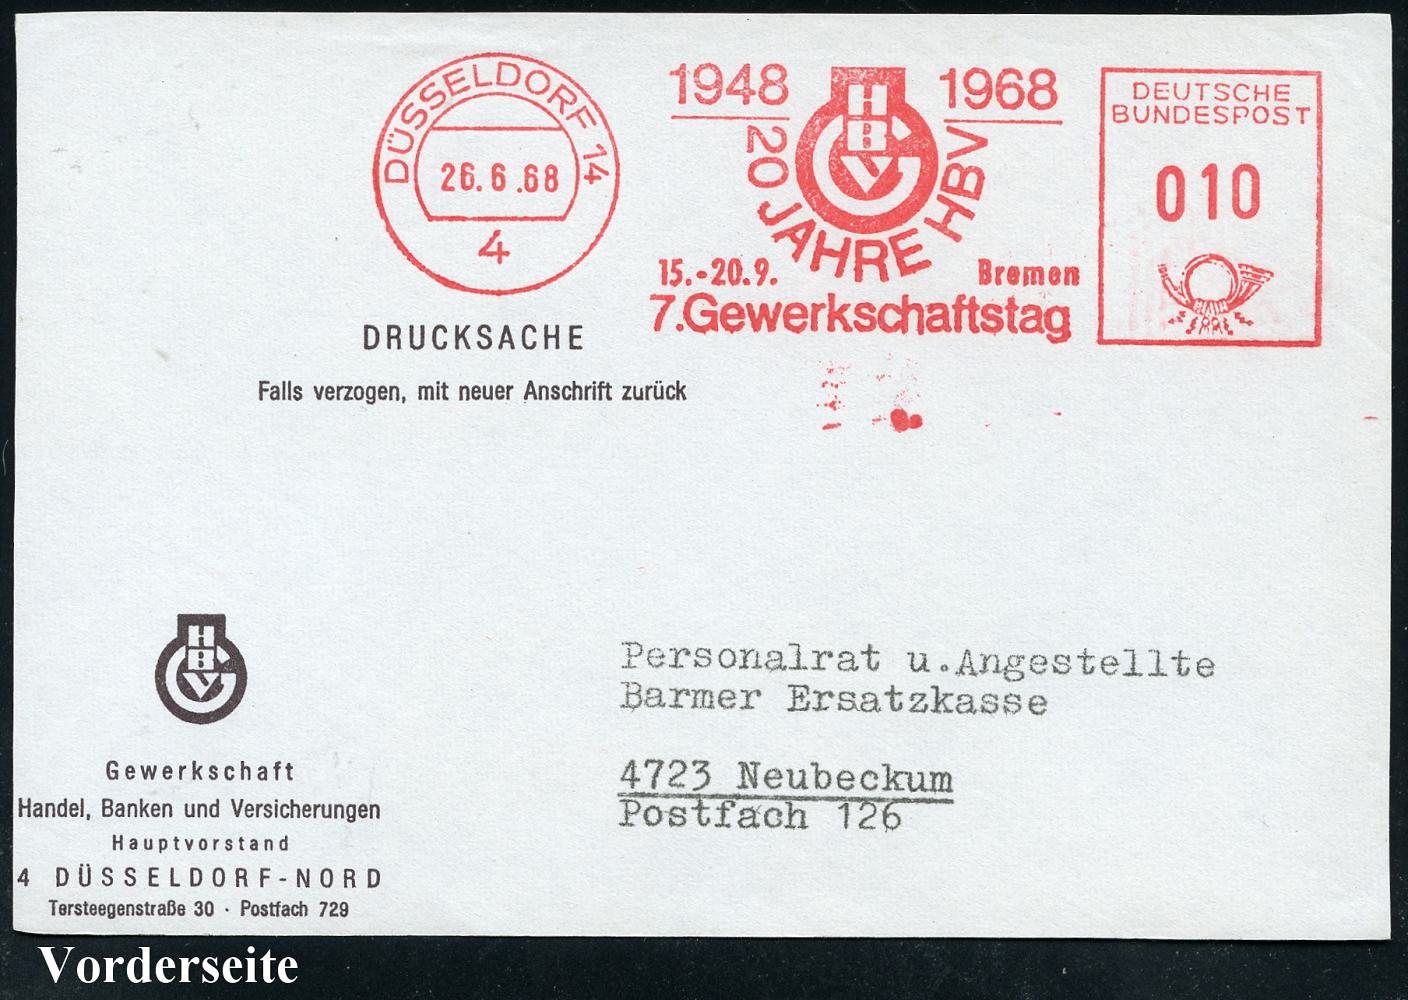 DÜSSELDORF 14
26.6.68
4
1948 HBV 1968
20 JAHRE HBV
15.-20.9. Bremen
7.Gewerkschaftstag
DEUTSCHE
BUNDESPOST
010
DRUCKSACHE
Falls verzogen, mit neuer Anschrift zurück
Personalrat u.Angestellte
Barmer Ersatzkasse
4723 Neubeckum
Postfach 126
HBV
Gewerkschaft
Handel, Banken und Versicherungen
Hauptvorstand
4 DÜSSELDORF-NORD
Tersteegenstraße 30 · Postfach 729
Vorderseite